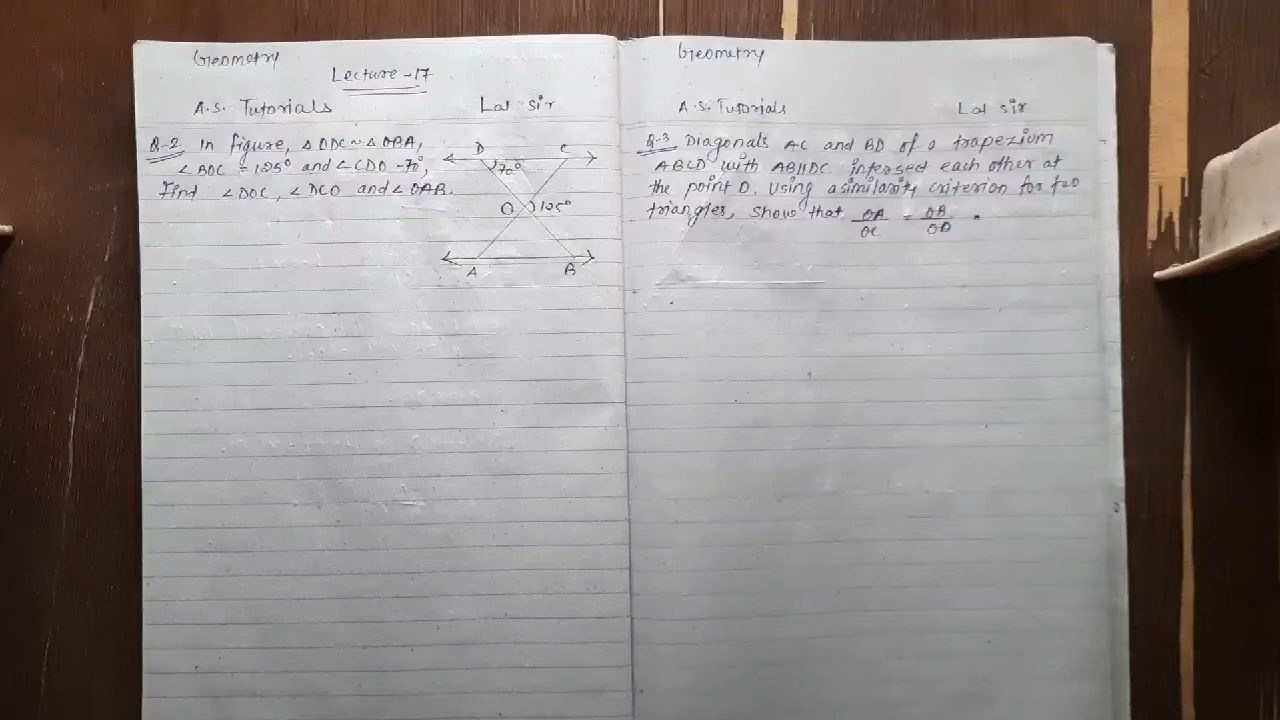 Geometry
Lecture -17
A.S. Tutorials Lal sir
Q-2 In figure, △ ODC ~ △ OBA,
∠BOC = 125° and ∠CDO = 70°,
Find ∠DOC, ∠DCO and ∠OAB.
D C
70°
O 125°
A B
Geometry
A.S. Tutorials Lal sir
Q-3 Diagonals AC and BD of a trapezium
ABCD with AB||DC intersect each other at
the point O. Using a similarity criterion for two
triangles, show that OA/OC = OB/OD .